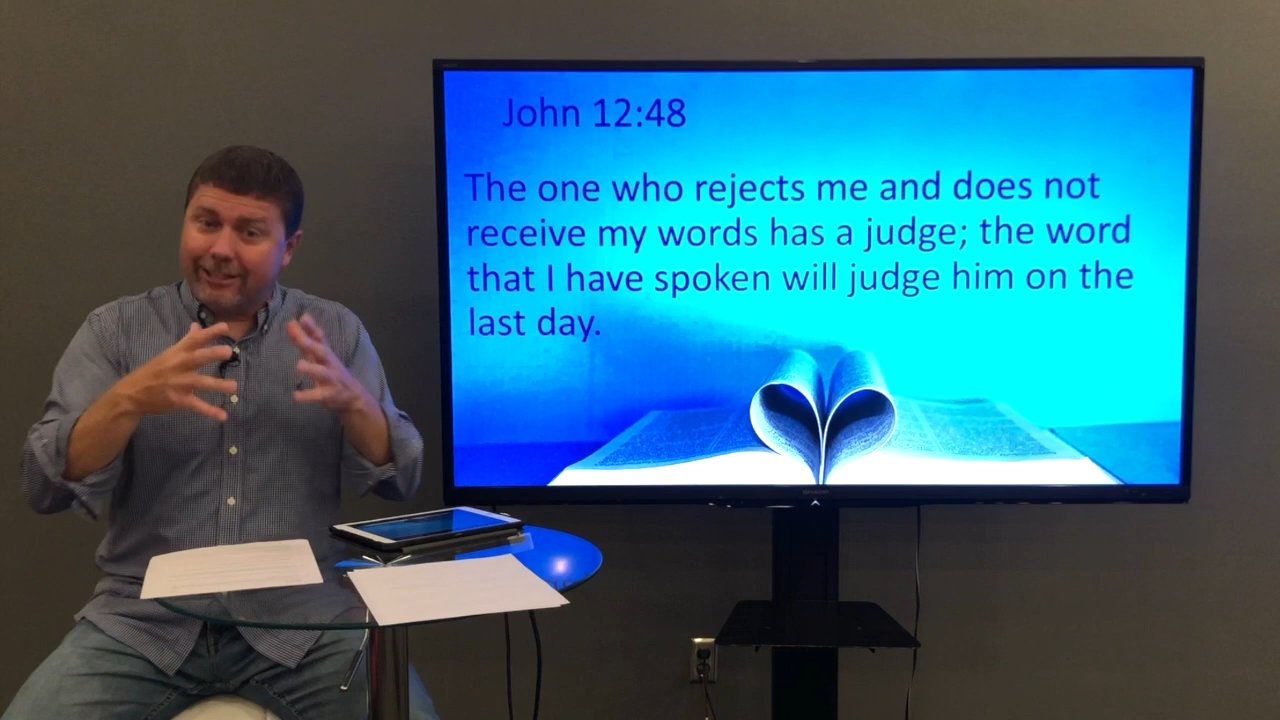 John 12:48
The one who rejects me and does not
receive my words has a judge; the word
that I have spoken will judge him on the
last day.
SHARP